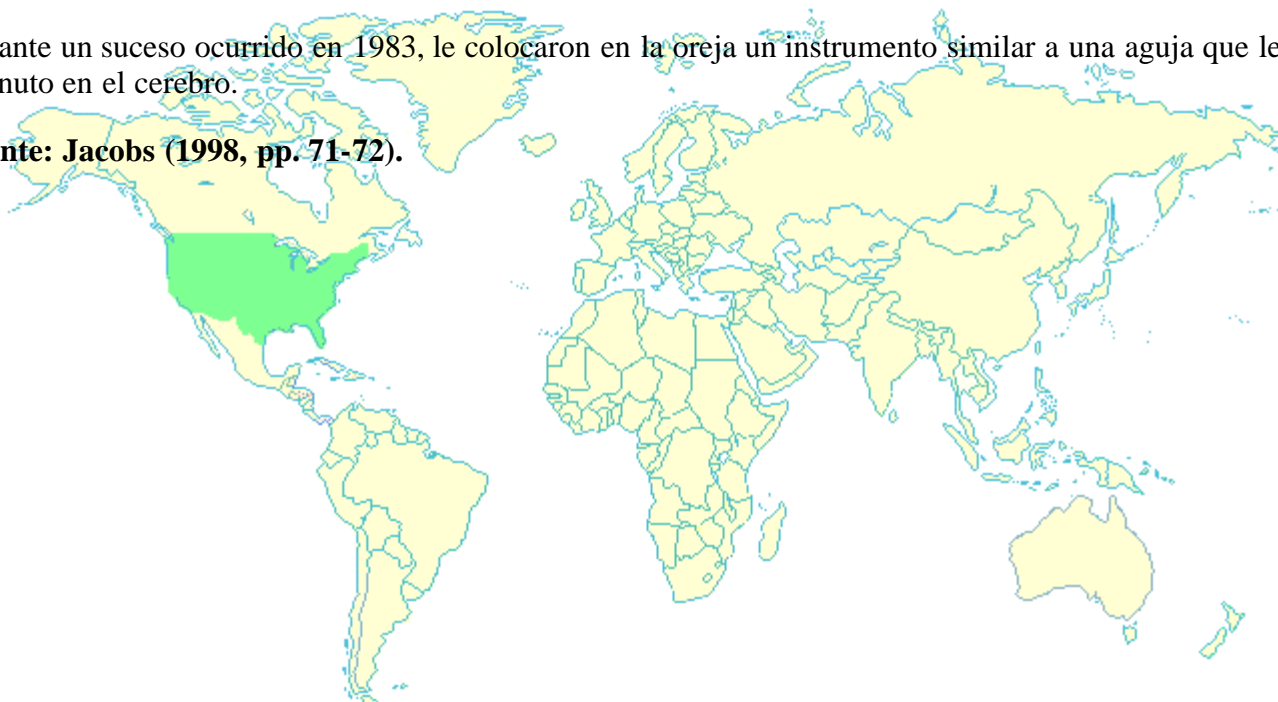 ante un suceso ocurrido en 1983, le colocaron en la oreja un instrumento similar a una aguja que le
nuto en el cerebro.
nte: Jacobs (1998, pp. 71-72).